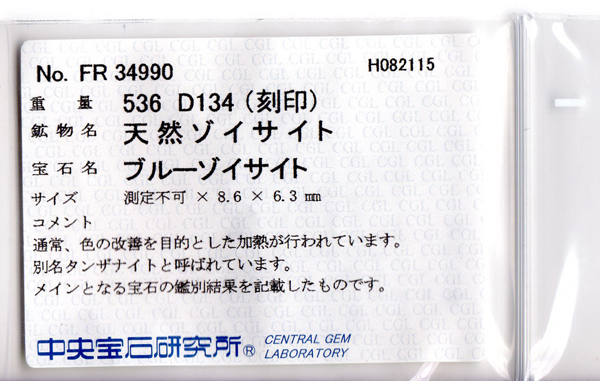 No. FR 34990 H082115
重量 536 D134 (刻印)
鉱物名 天然ゾイサイト
宝石名 ブルーゾイサイト
サイズ 測定不可 × 8.6 × 6.3 mm
コメント
通常、色の改善を目的とした加熱が行われています。
別名タンザナイトと呼ばれています。
メインとなる宝石の鑑別結果を記載したものです。
中央宝石研究所® CENTRAL GEM
LABORATORY